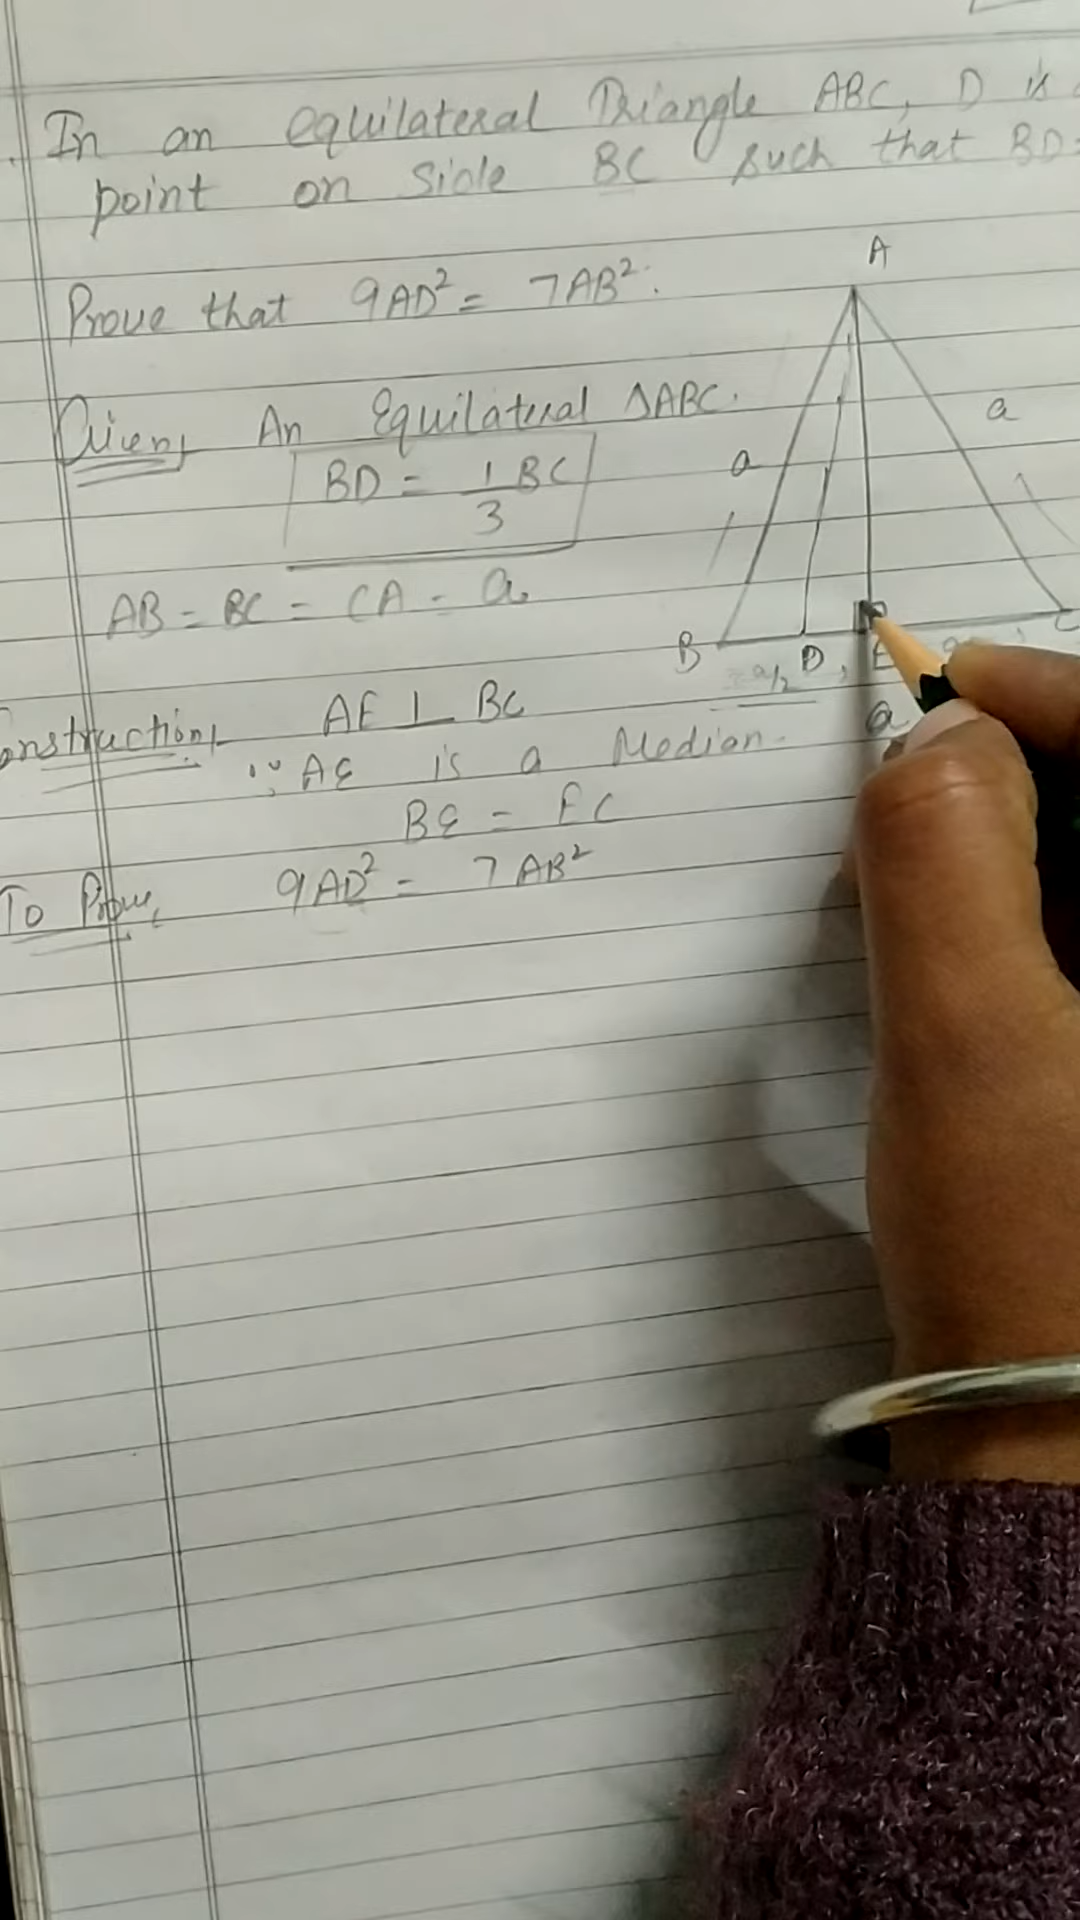 In an equilateral Triangle ABC, D is
point on side BC such that BD =
Prove that 9AD² = 7AB².
A
Given, An Equilateral ΔABC.
a
BD = 1/3 BC
a
AB = BC = CA = a
B
D
E
C
= a/2
a
Construction, AE ⊥ BC
∵ AE is a Median.
BE = EC
To Prove, 9AD² = 7AB²